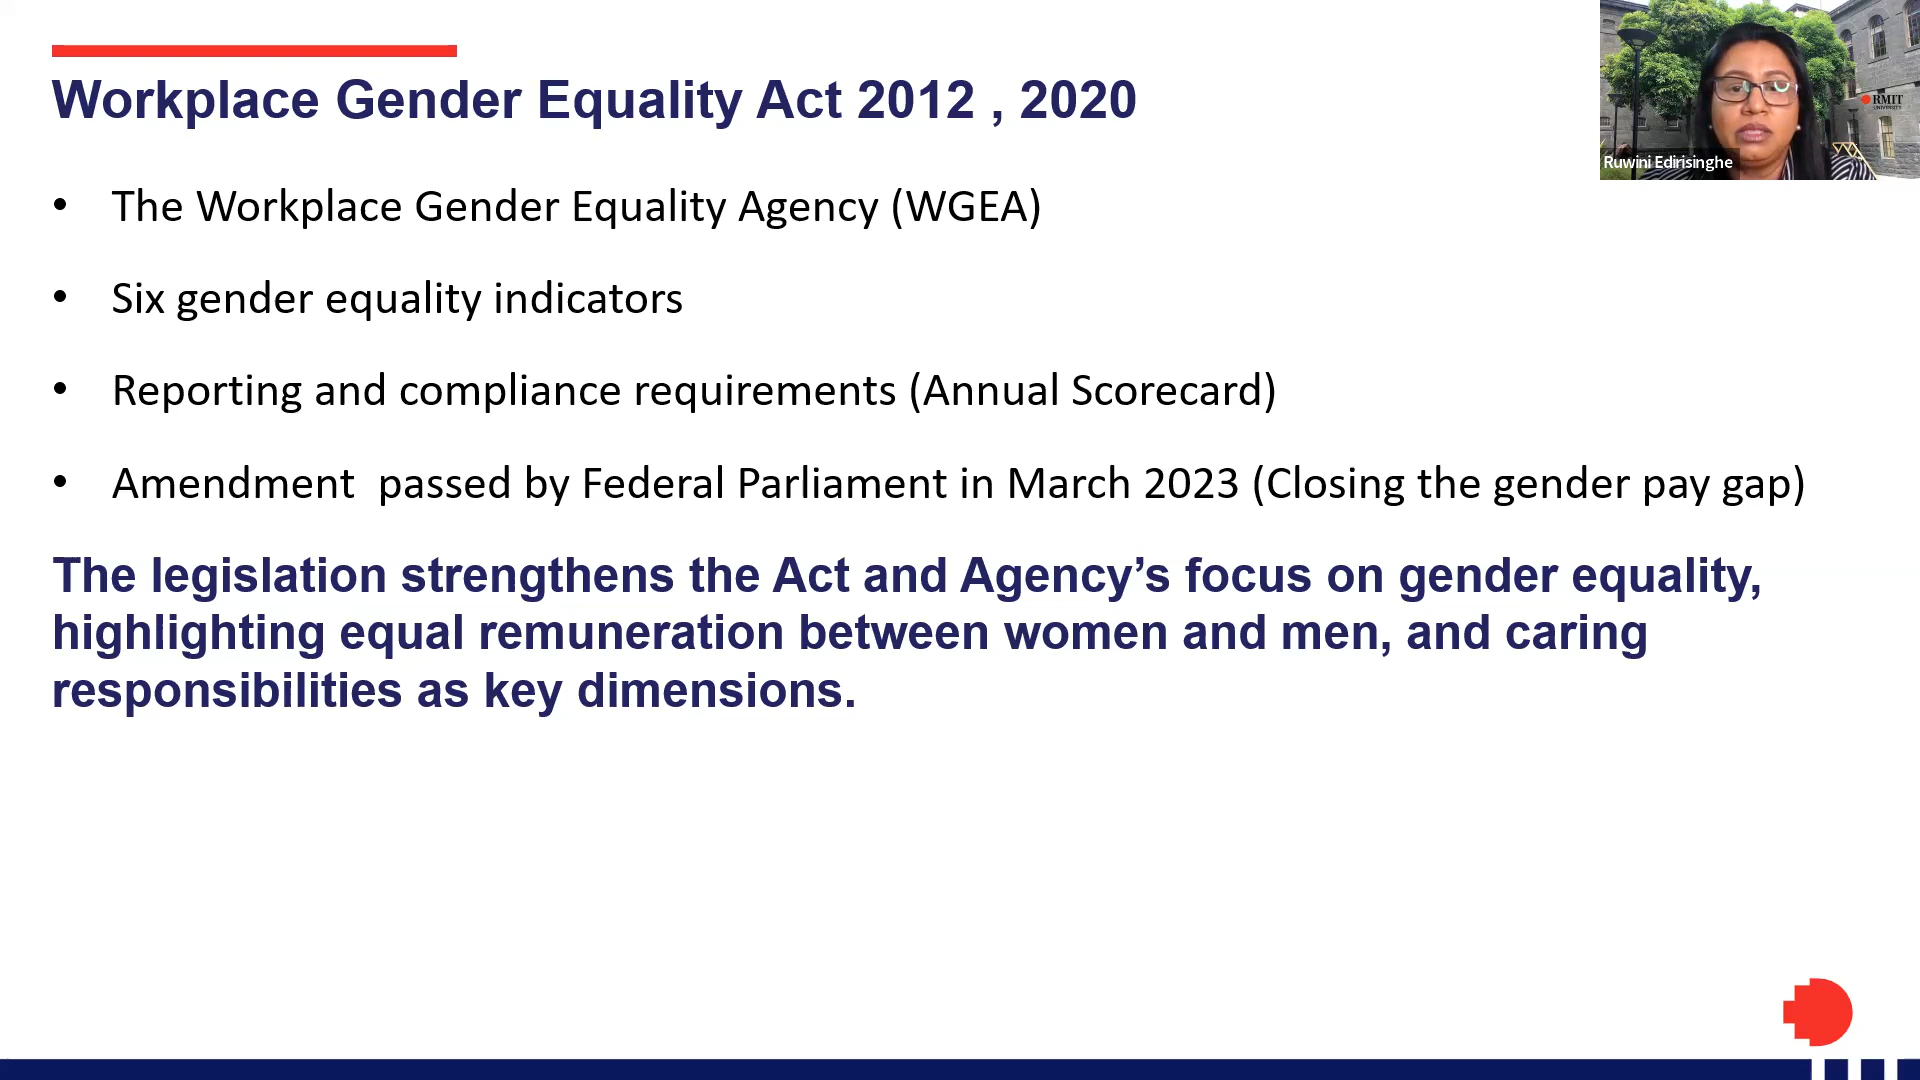 Workplace Gender Equality Act 2012 , 2020
• The Workplace Gender Equality Agency (WGEA)
• Six gender equality indicators
• Reporting and compliance requirements (Annual Scorecard)
• Amendment  passed by Federal Parliament in March 2023 (Closing the gender pay gap)
The legislation strengthens the Act and Agency’s focus on gender equality,
highlighting equal remuneration between women and men, and caring
responsibilities as key dimensions.
RMIT
UNIVERSITY
Ruwini Edirisinghe